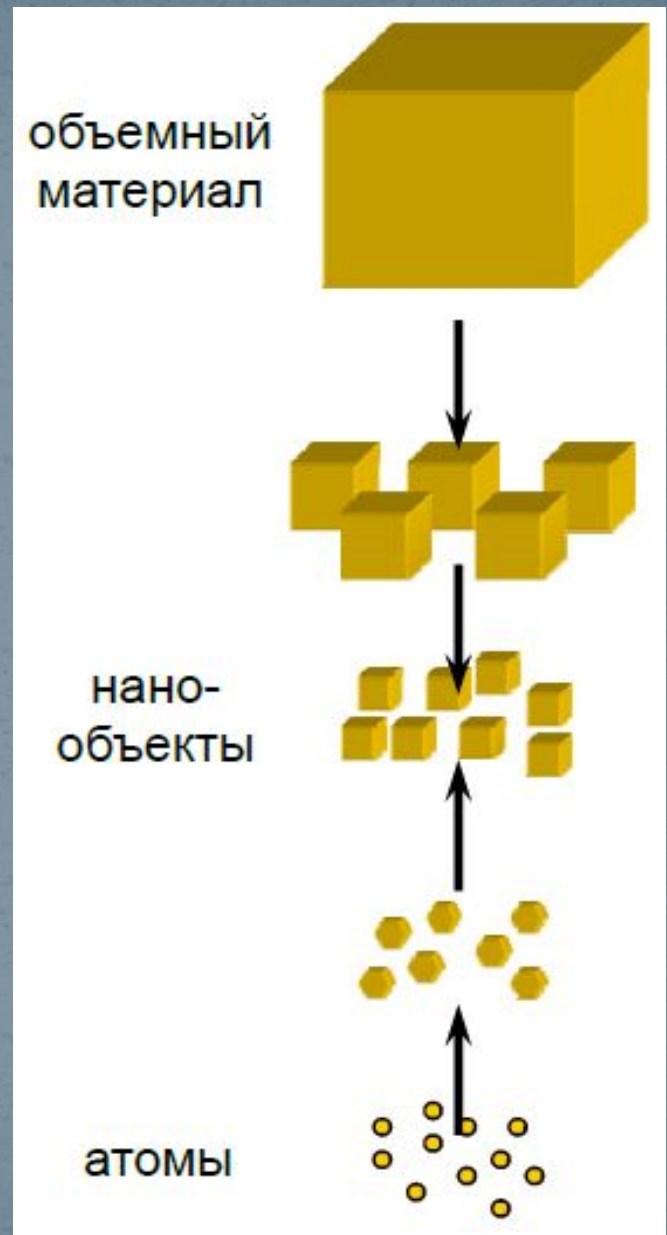 объемный
материал
нано-
объекты
атомы